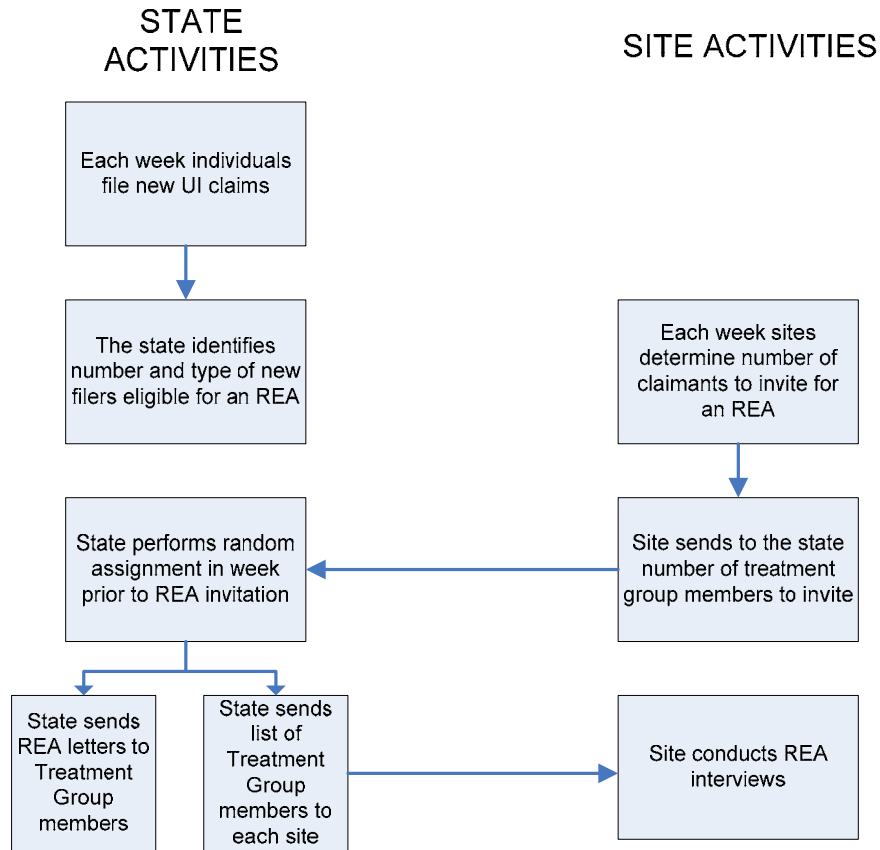 STATE
ACTIVITIES
SITE ACTIVITIES
Each week individuals
file new UI claims
The state identifies
number and type of new
filers eligible for an REA
Each week sites
determine number of
claimants to invite for
an REA
State performs random
assignment in week
prior to REA invitation
Site sends to the state
number of treatment
group members to invite
State sends
REA letters to
Treatment
Group
members
State sends
list of
Treatment
Group
members to
each site
Site conducts REA
interviews